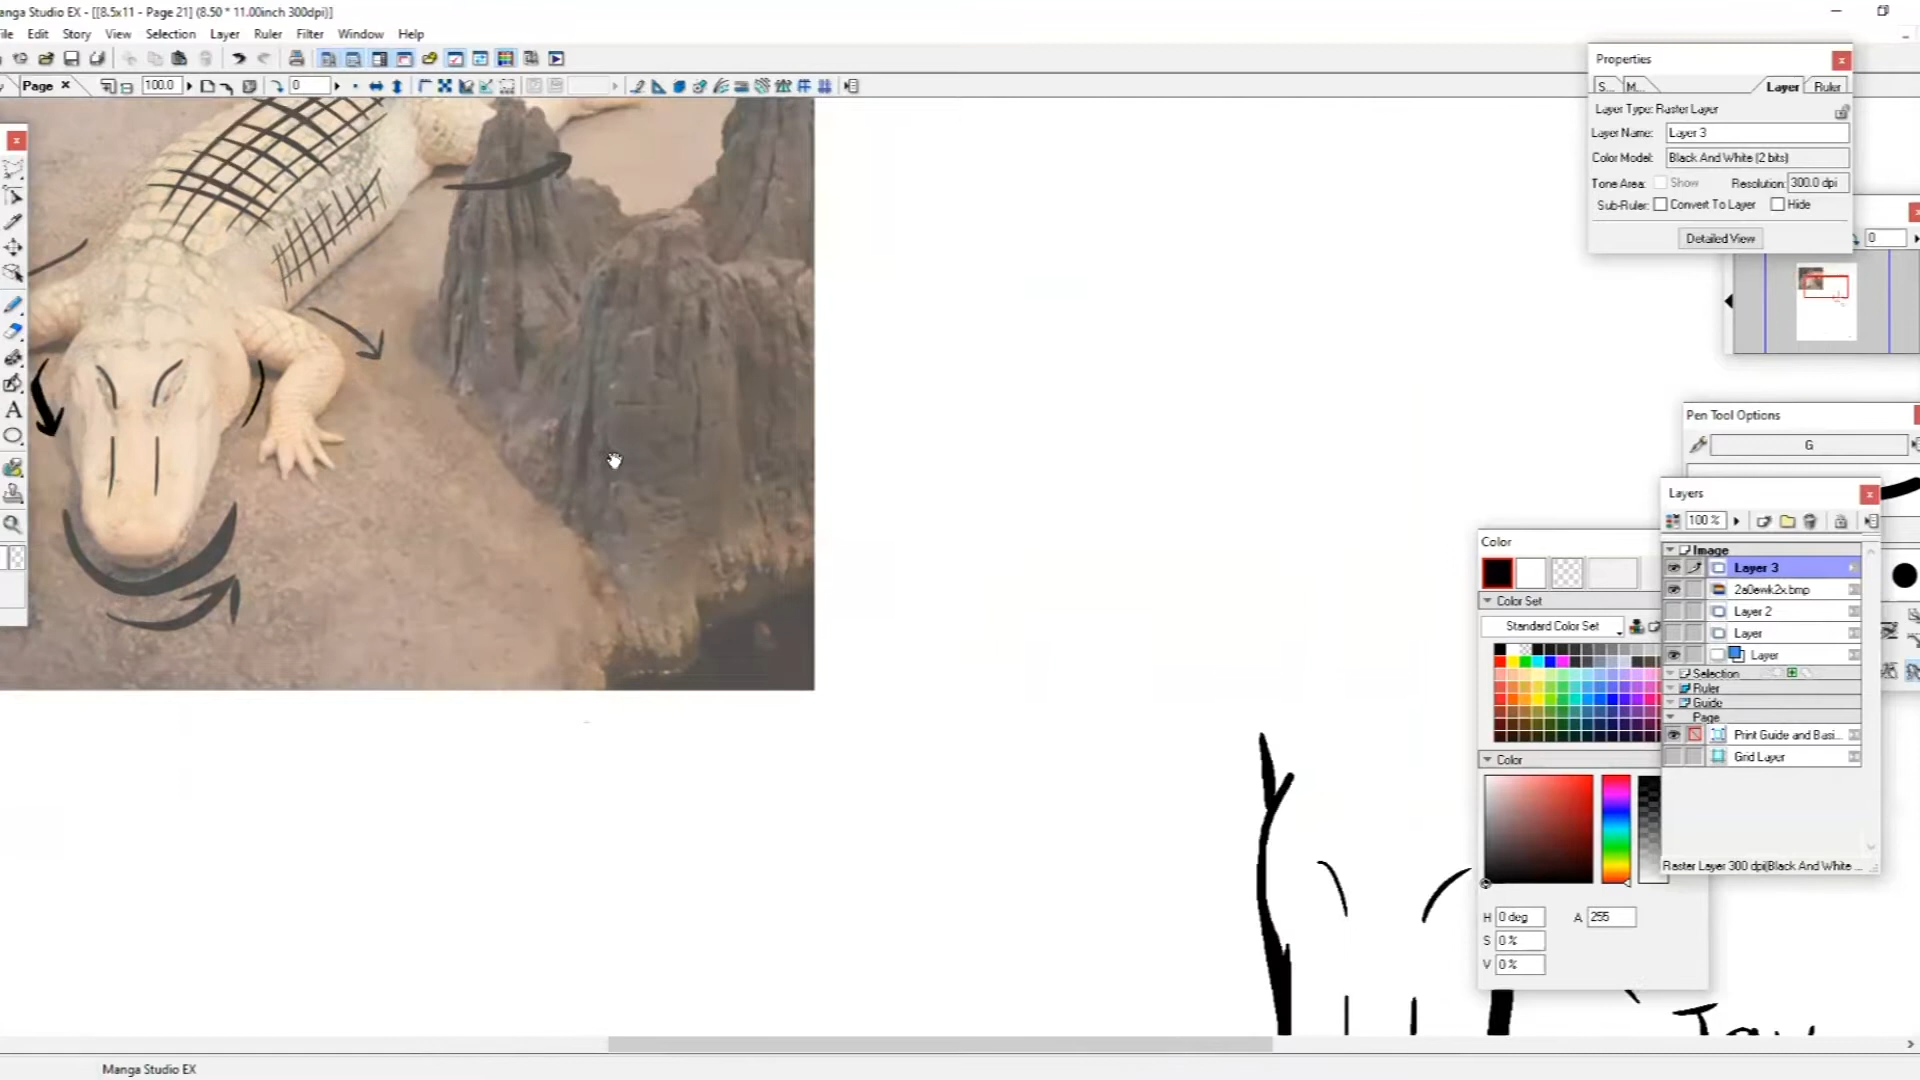 anga Studio EX - [[8.5x11 - Page 21] (8.50 * 11.00inch 300dpi)]
ile Edit Story View Selection Layer Ruler Filter Window Help
Page × 100.0 0
Properties
S... M... Layer Ruler
Layer Type: Raster Layer
Layer Name: Layer 3
Color Model: Black And White (2 bits)
Tone Area: Show Resolution: 300.0 dpi
Sub-Ruler: Convert To Layer Hide
Detailed View
0
Pen Tool Options
G
Layers
100 %
Image
Layer 3
2a0ewk2x.bmp
Layer 2
Layer
Layer
Selection
Ruler
Guide
Page
Print Guide and Basi...
Grid Layer
Raster Layer 300 dpi(Black And White ...
Color
Color Set
Standard Color Set
Color
H 0 deg A 255
S 0 %
V 0 %
A
Manga Studio EX